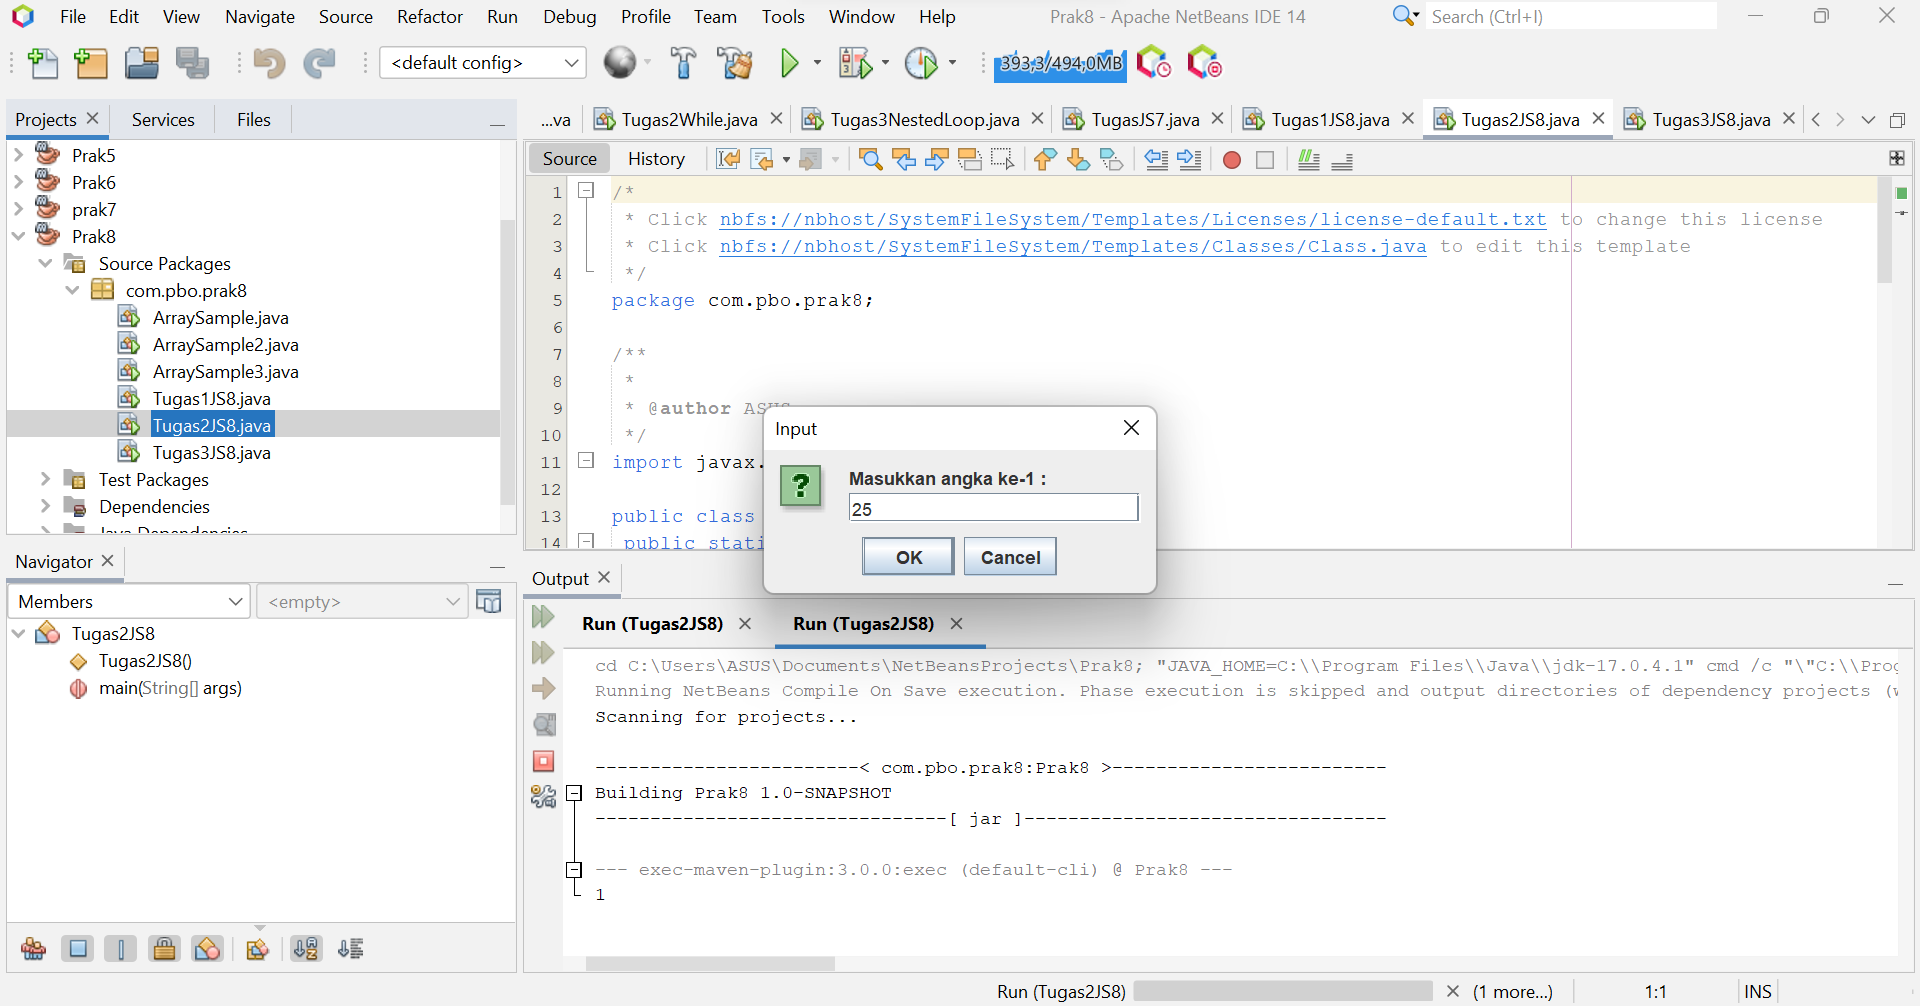 File Edit View Navigate Source Refactor Run Debug Profile Team Tools Window Help
Prak8 - Apache NetBeans IDE 14
Search (Ctrl+I)
<default config>
393,3/494,0MB
Projects Services Files
...va Tugas2While.java Tugas3NestedLoop.java TugasJS7.java Tugas1JS8.java Tugas2JS8.java Tugas3JS8.java
Source History
Prak5
Prak6
prak7
Prak8
Source Packages
com.pbo.prak8
ArraySample.java
ArraySample2.java
ArraySample3.java
Tugas1JS8.java
Tugas2JS8.java
Tugas3JS8.java
Test Packages
Dependencies
Java Dependencies
1 /*
2 * Click nbfs://nbhost/SystemFileSystem/Templates/Licenses/license-default.txt to change this license
3 * Click nbfs://nbhost/SystemFileSystem/Templates/Classes/Class.java to edit this template
4 */
5 package com.pbo.prak8;
6
7 /**
8 *
9 * @author ASUS
10 */
11 import javax.
12
13 public class
14 public stati
Input
Masukkan angka ke-1 :
25
OK Cancel
Navigator
Members <empty>
Tugas2JS8
Tugas2JS8()
main(String[] args)
Output
Run (Tugas2JS8) Run (Tugas2JS8)
cd C:\Users\ASUS\Documents\NetBeansProjects\Prak8; "JAVA_HOME=C:\\Program Files\\Java\\jdk-17.0.4.1" cmd /c "\"C:\\Prog
Running NetBeans Compile On Save execution. Phase execution is skipped and output directories of dependency projects (w
Scanning for projects...
------------------------< com.pbo.prak8:Prak8 >-------------------------
Building Prak8 1.0-SNAPSHOT
--------------------------------[ jar ]---------------------------------
--- exec-maven-plugin:3.0.0:exec (default-cli) @ Prak8 ---
1
Run (Tugas2JS8) (1 more...) 1:1 INS